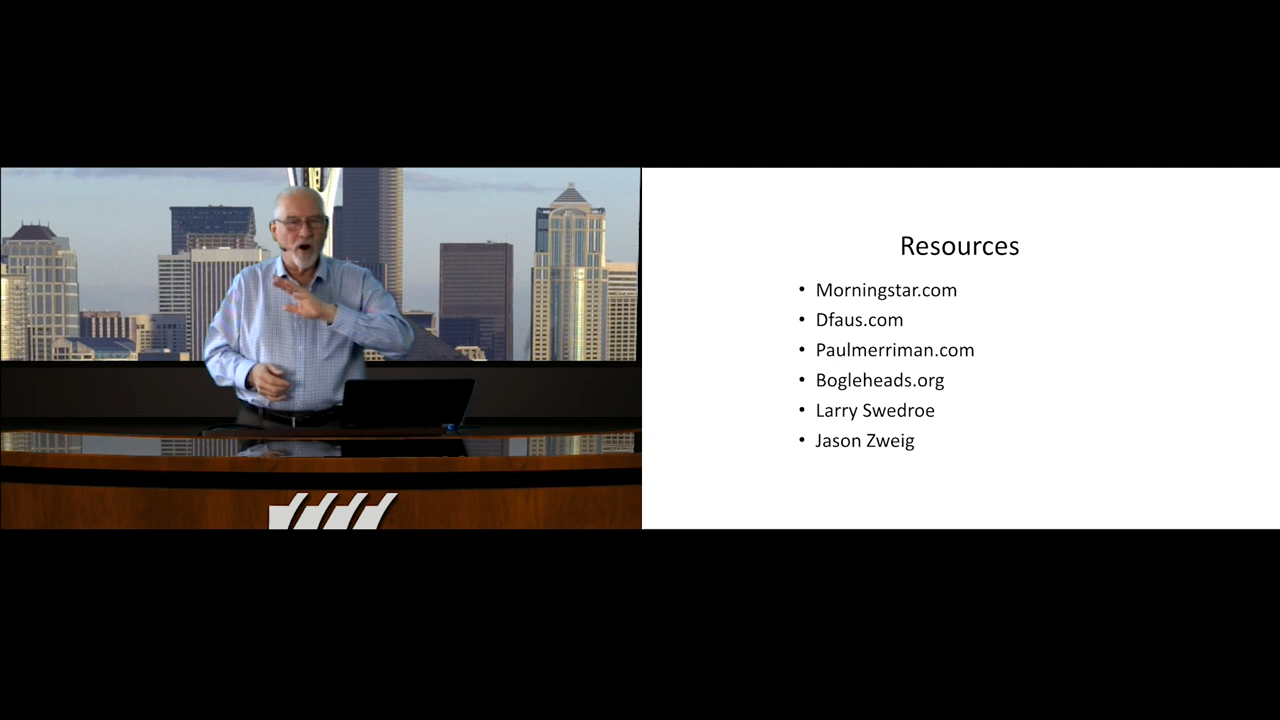 Resources
• Morningstar.com
• Dfaus.com
• Paulmerriman.com
• Bogleheads.org
• Larry Swedroe
• Jason Zweig